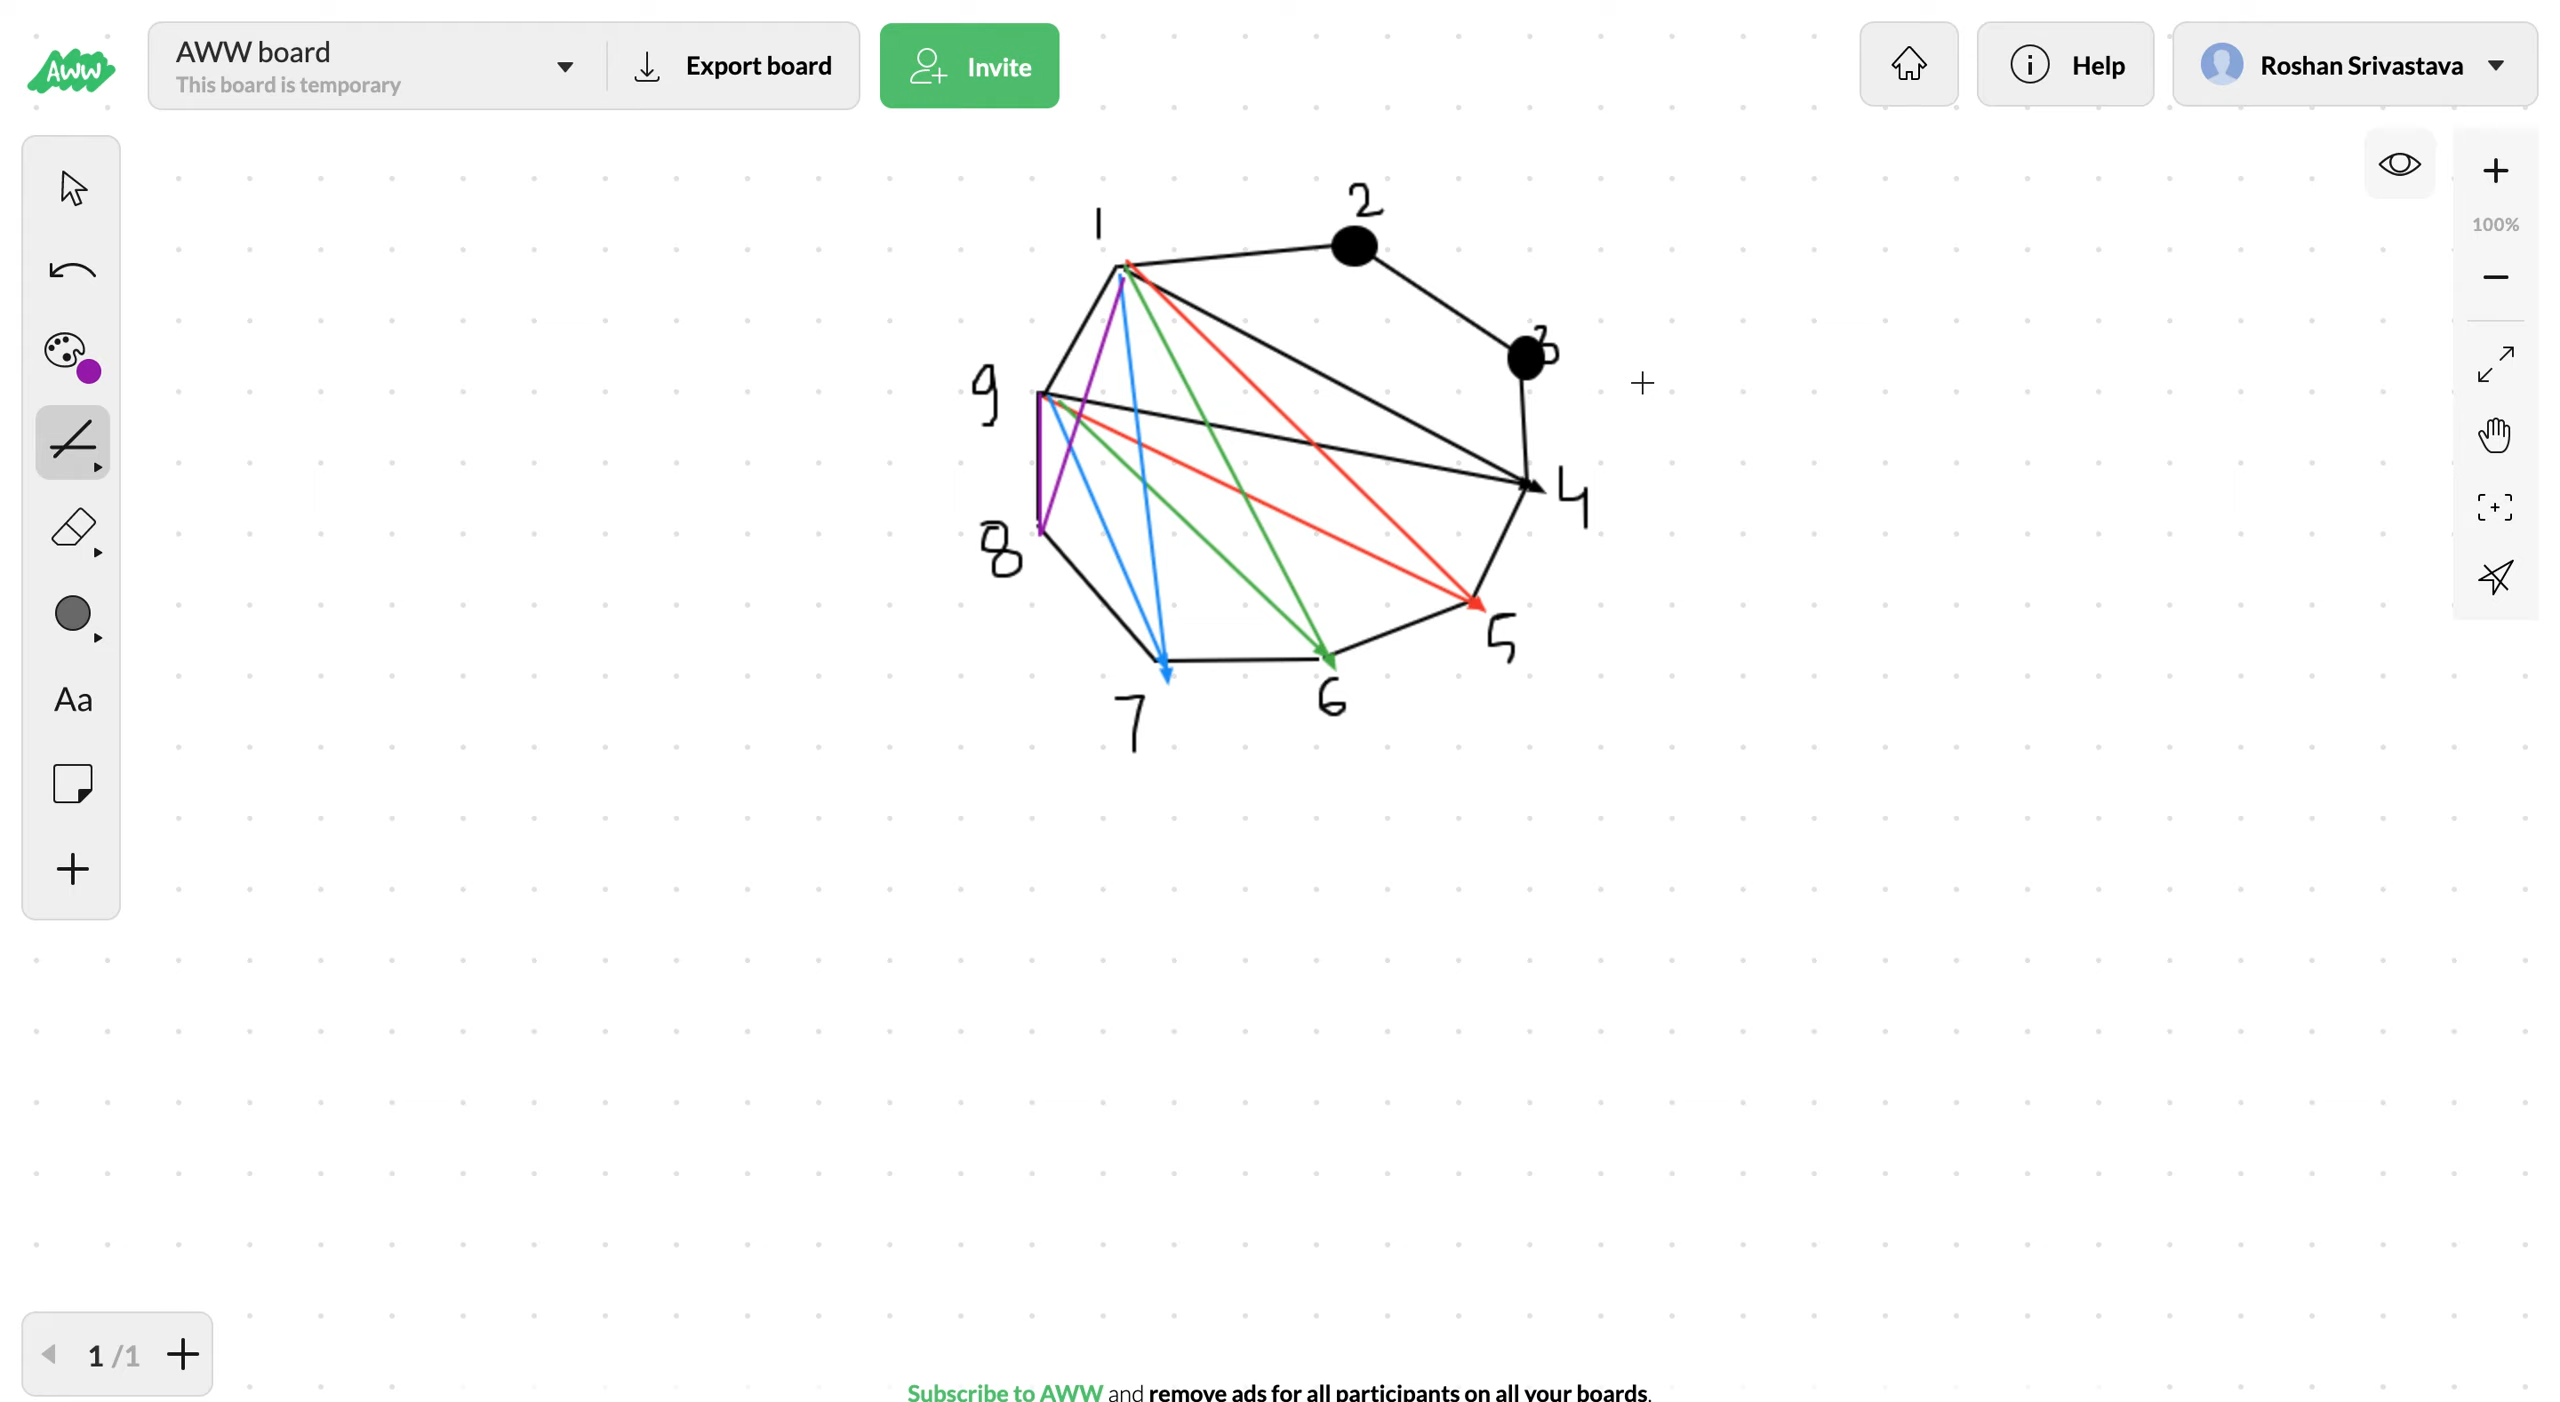 AWW
AWW board
This board is temporary
Export board
Invite
Help
Roshan Srivastava
100%
2
1
3
9
4
8
5
6
7
Aa
1 /1
Subscribe to AWW and remove ads for all participants on all your boards.